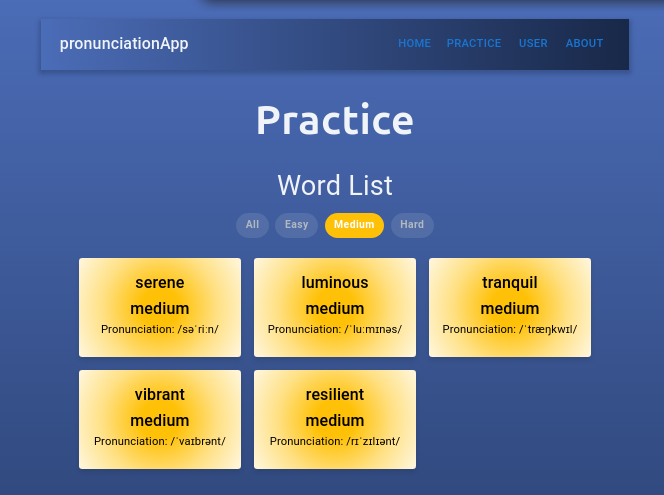 pronunciationApp HOME PRACTICE USER ABOUT
Practice
Word List
All Easy Medium Hard
serene
medium
Pronunciation: /səˈriːn/
luminous
medium
Pronunciation: /ˈluːmɪnəs/
tranquil
medium
Pronunciation: /ˈtræŋkwɪl/
vibrant
medium
Pronunciation: /ˈvaɪbrənt/
resilient
medium
Pronunciation: /rɪˈzɪlɪənt/